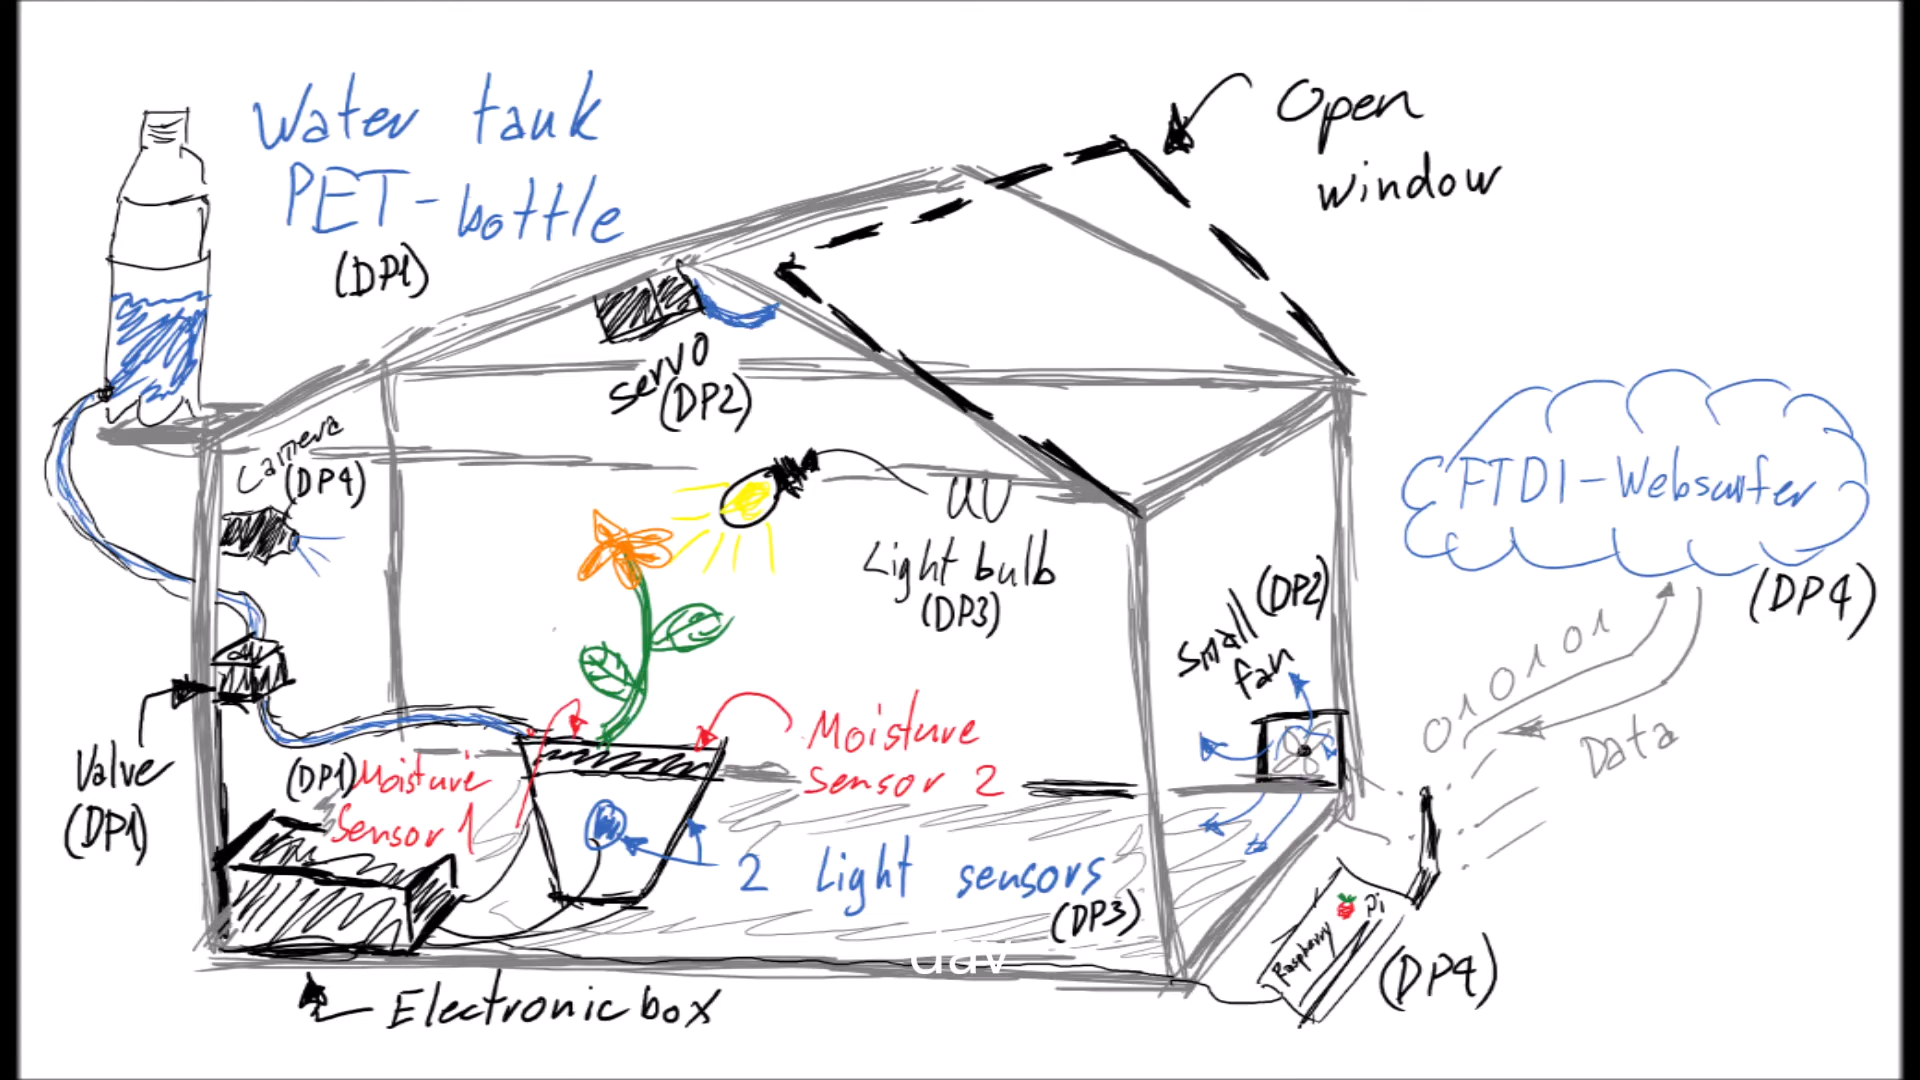 Water tank
PET-bottle
(DP1)
Open
window
servo
(DP2)
Camera
(DP4)
UV
Light bulb
(DP3)
Small
fan
(DP2)
FTDI-Websurfer
(DP4)
010101
Data
Valve
(DP1)
(DP1) Moisture
Sensor 1
Moisture
Sensor 2
2 Light sensors
(DP3)
Raspberry
Pi
(DP4)
Electronic box